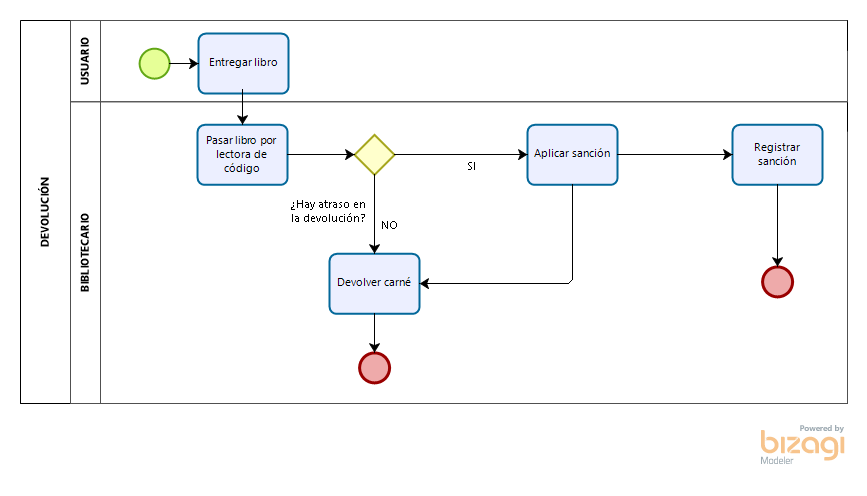 DEVOLUCIÓN
USUARIO
Entregar libro
BIBLIOTECARIO
Pasar libro por
lectora de
código
¿Hay atraso en
la devolución?
SI
NO
Aplicar sanción
Registrar
sanción
Devolver carné
Powered by
bizagi
Modeler